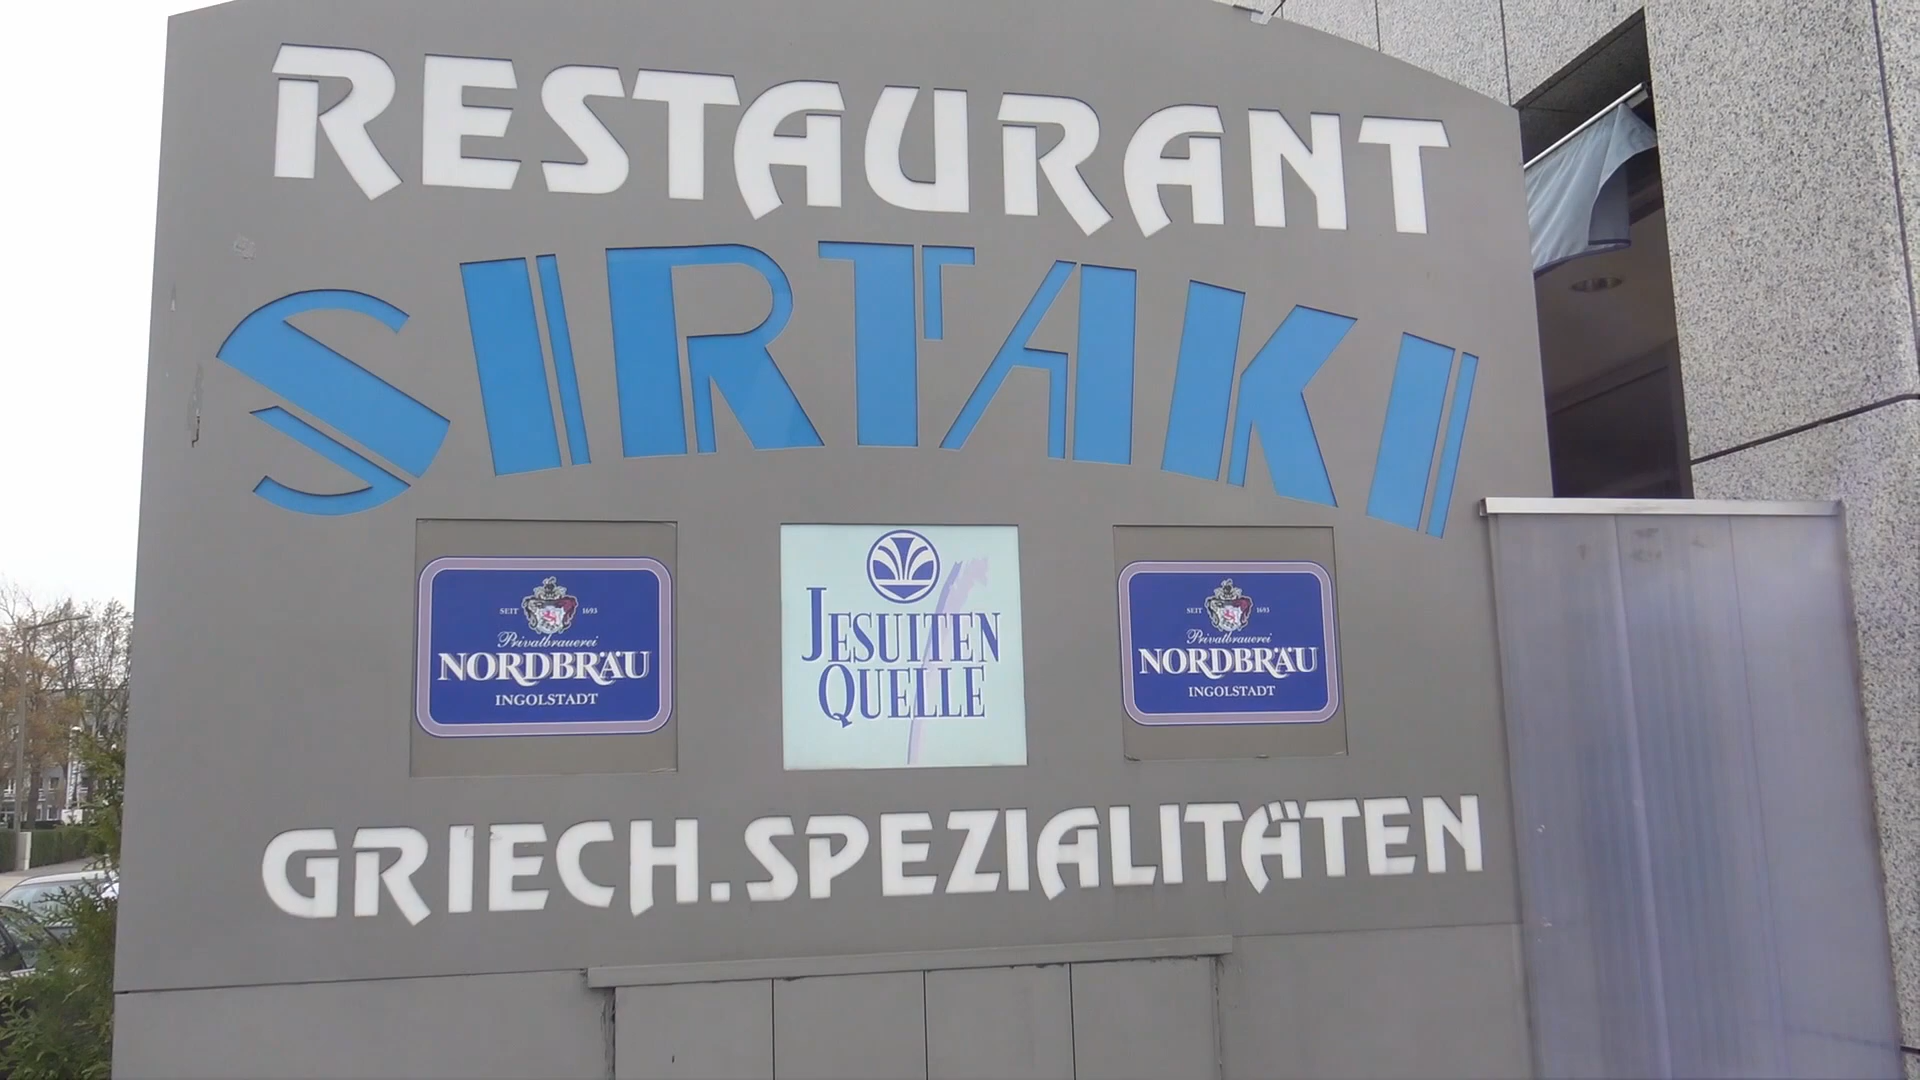 RESTAURANT
SIRTAKI
SEIT 1693
Privatbrauerei
NORDBRÄU
INGOLSTADT
JESUITEN
QUELLE
SEIT 1693
Privatbrauerei
NORDBRÄU
INGOLSTADT
GRIECH.SPEZIALITÄTEN